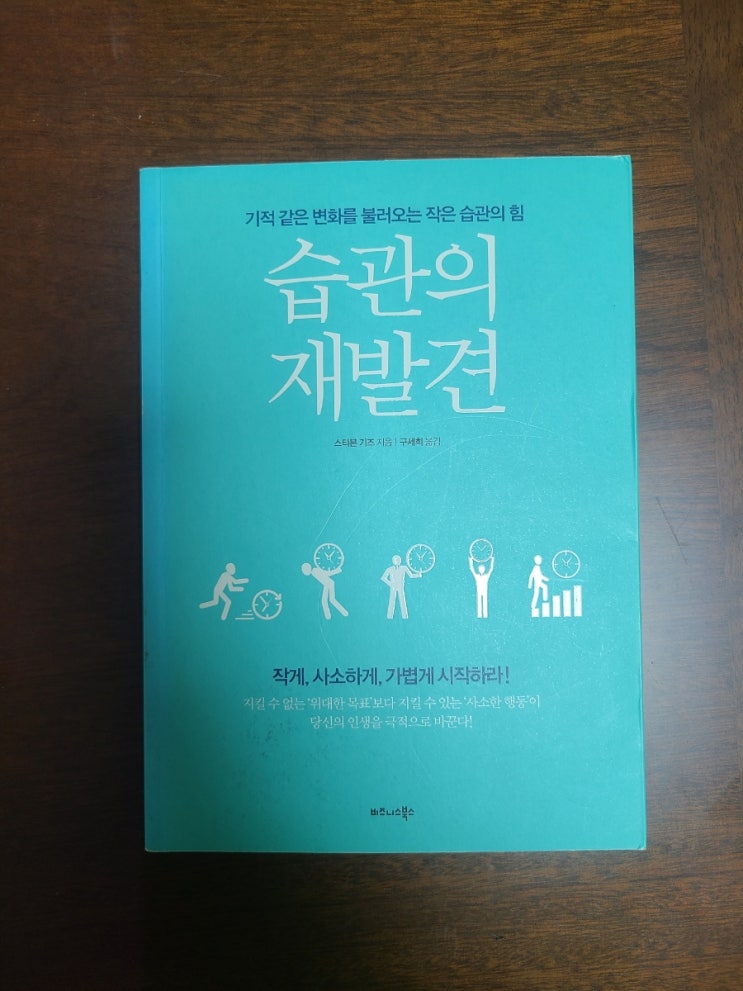 기적 같은 변화를 불러오는 작은 습관의 힘
습관의
재발견
스티븐 기즈 지음 | 구세희 옮김
작게, 사소하게, 가볍게 시작하라!
지킬 수 없는 '위대한 목표'보다 지킬 수 있는 '사소한 행동'이
당신의 인생을 극적으로 바꾼다!
비즈니스북스